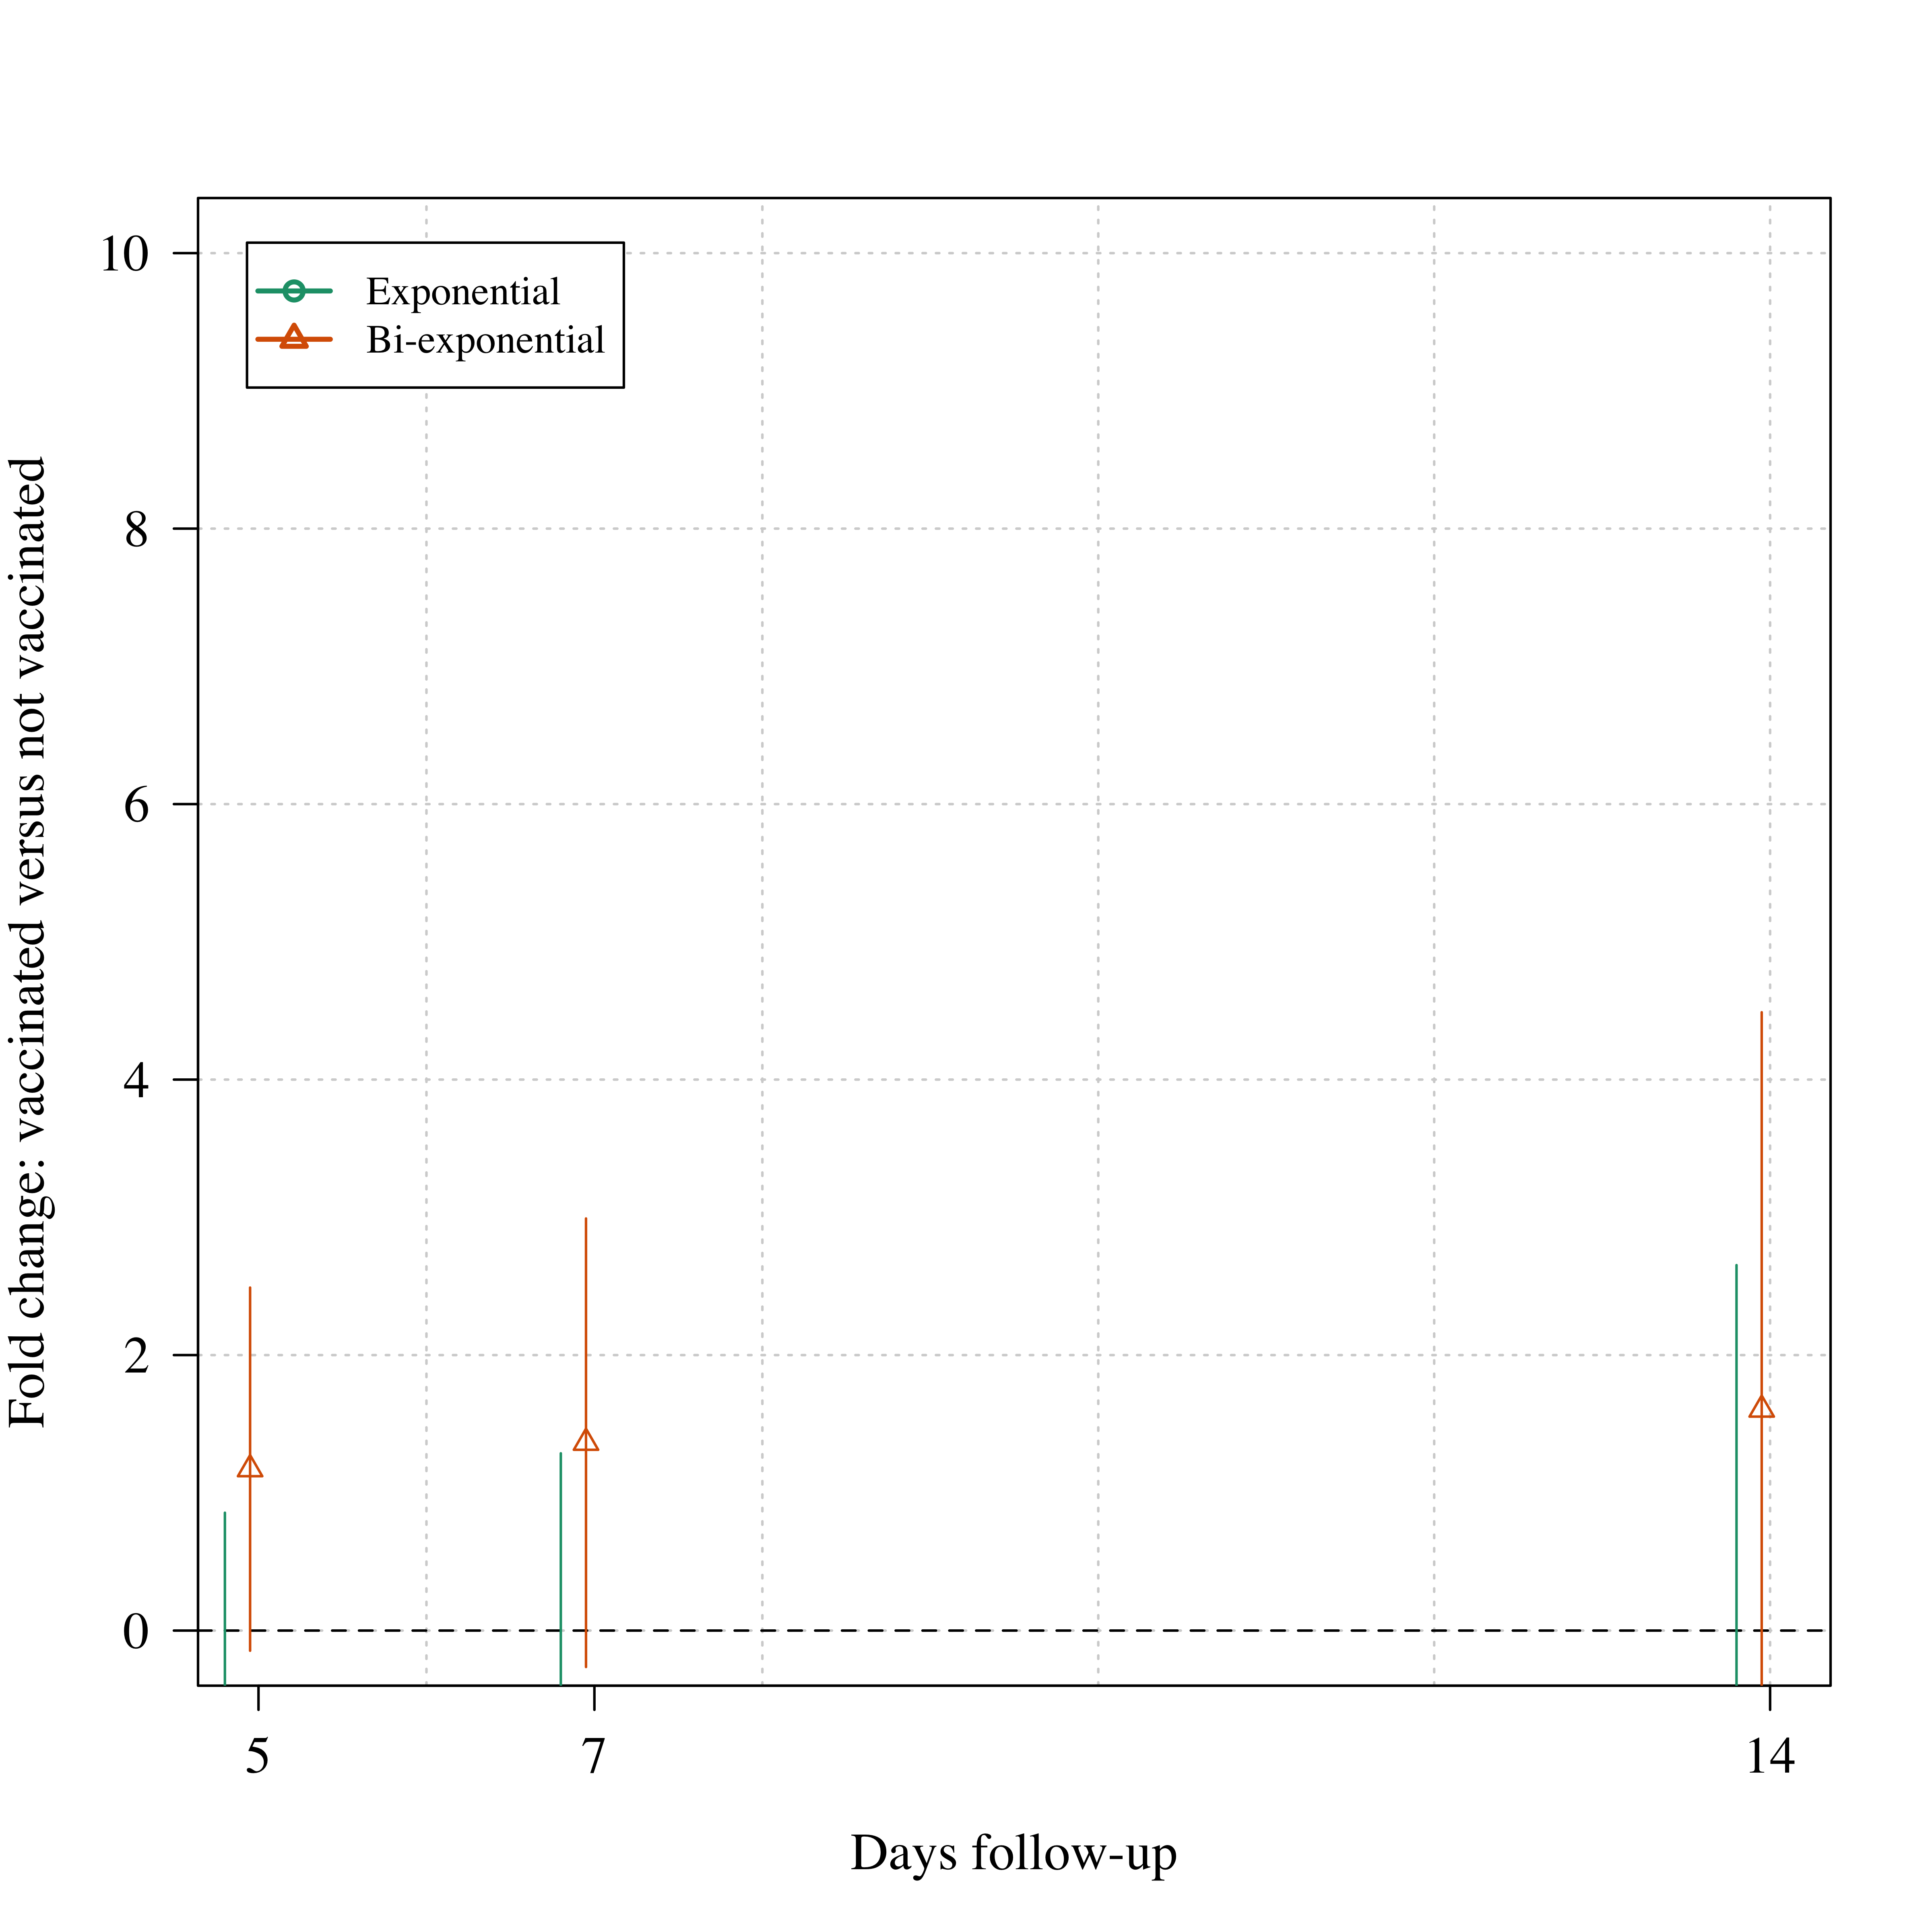 Fold change: vaccinated versus not vaccinated
10
8
6
4
2
0
Exponential
Bi-exponential
5 7 14
Days follow-up